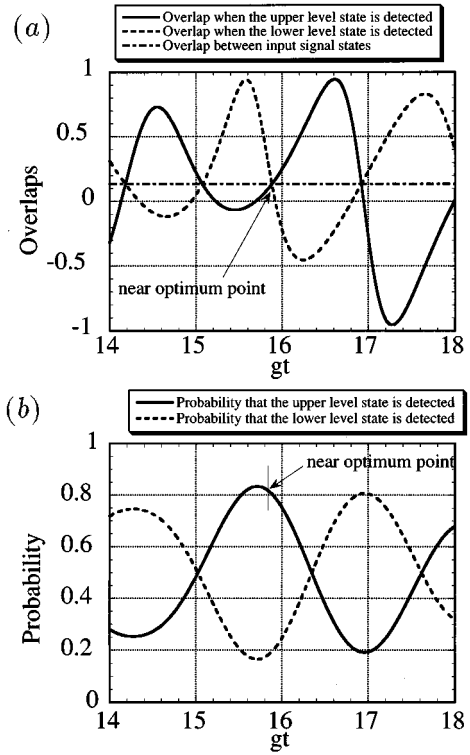 (a)
Overlap when the upper level state is detected
Overlap when the lower level state is detected
Overlap between input signal states
1
0.5
0
-0.5
-1
Overlaps
near optimum point
14 15 16 17 18
gt
(b)
Probability that the upper level state is detected
Probability that the lower level state is detected
1
0.8
0.6
0.4
0.2
0
Probability
near optimum point
14 15 16 17 18
gt